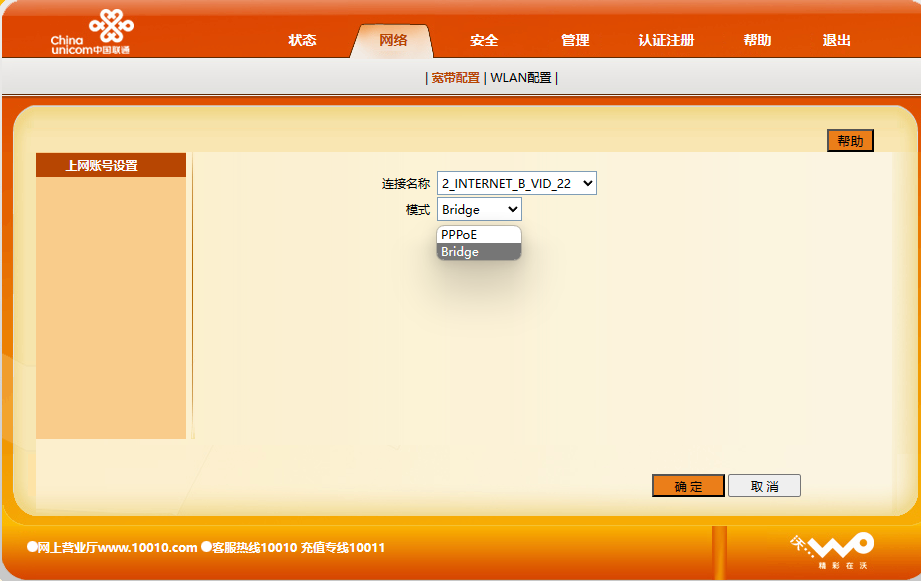 China
unicom中国联通
状态 网络 安全 管理 认证注册 帮助 退出
| 宽带配置 | WLAN配置 |
帮助
上网账号设置
连接名称 2_INTERNET_B_VID_22
模式 Bridge
PPPoE
Bridge
确 定 取 消
●网上营业厅www.10010.com ●客服热线10010 充值专线10011
沃... WO
精 彩 在 沃